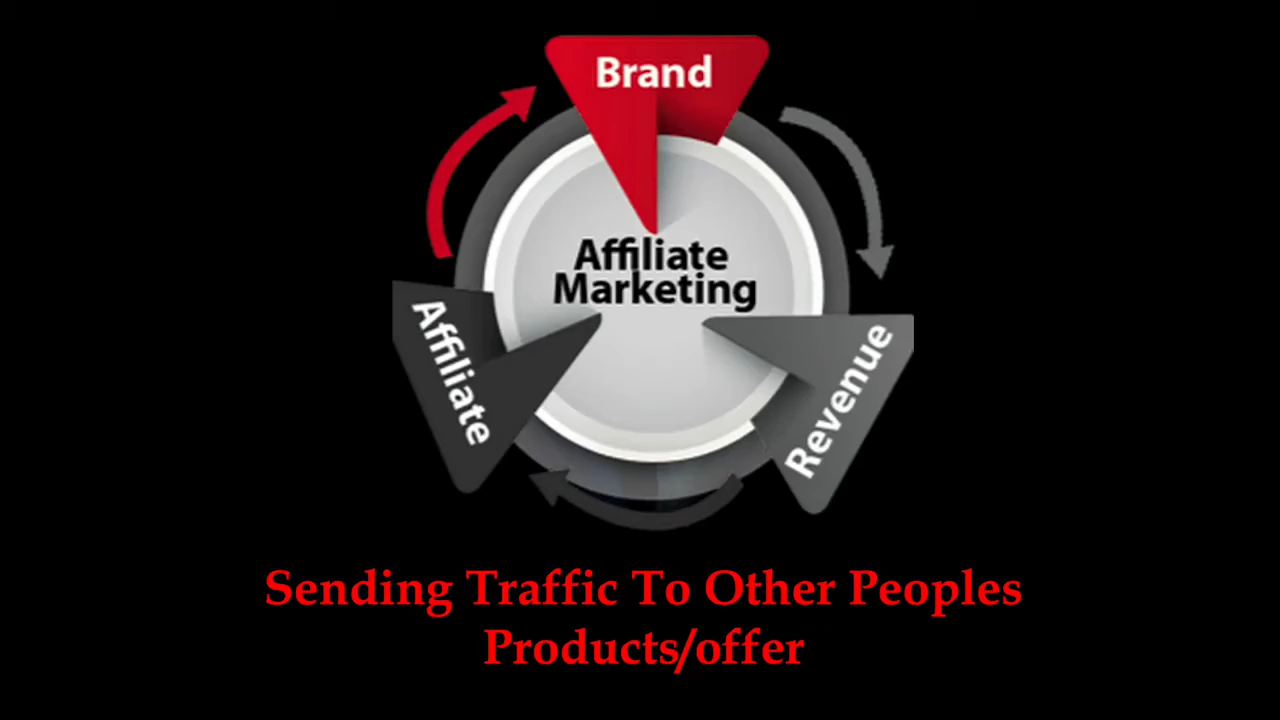 Brand
Affiliate
Marketing
Affiliate
Revenue
Sending Traffic To Other Peoples
Products/offer